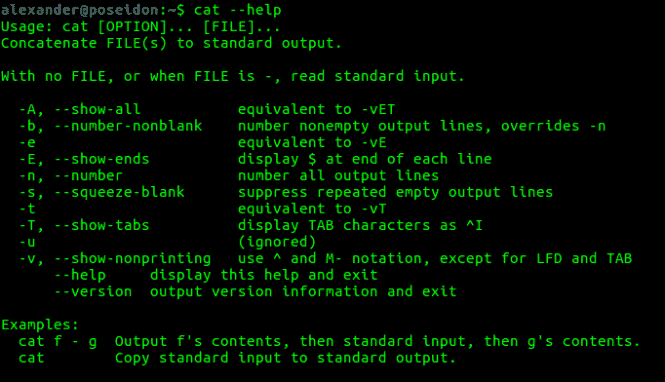 alexander@poseidon:~$ cat --help
Usage: cat [OPTION]... [FILE]...
Concatenate FILE(s) to standard output.

With no FILE, or when FILE is -, read standard input.

  -A, --show-all           equivalent to -vET
  -b, --number-nonblank    number nonempty output lines, overrides -n
  -e                       equivalent to -vE
  -E, --show-ends          display $ at end of each line
  -n, --number             number all output lines
  -s, --squeeze-blank      suppress repeated empty output lines
  -t                       equivalent to -vT
  -T, --show-tabs          display TAB characters as ^I
  -u                       (ignored)
  -v, --show-nonprinting   use ^ and M- notation, except for LFD and TAB
      --help     display this help and exit
      --version  output version information and exit

Examples:
  cat f - g  Output f's contents, then standard input, then g's contents.
  cat        Copy standard input to standard output.